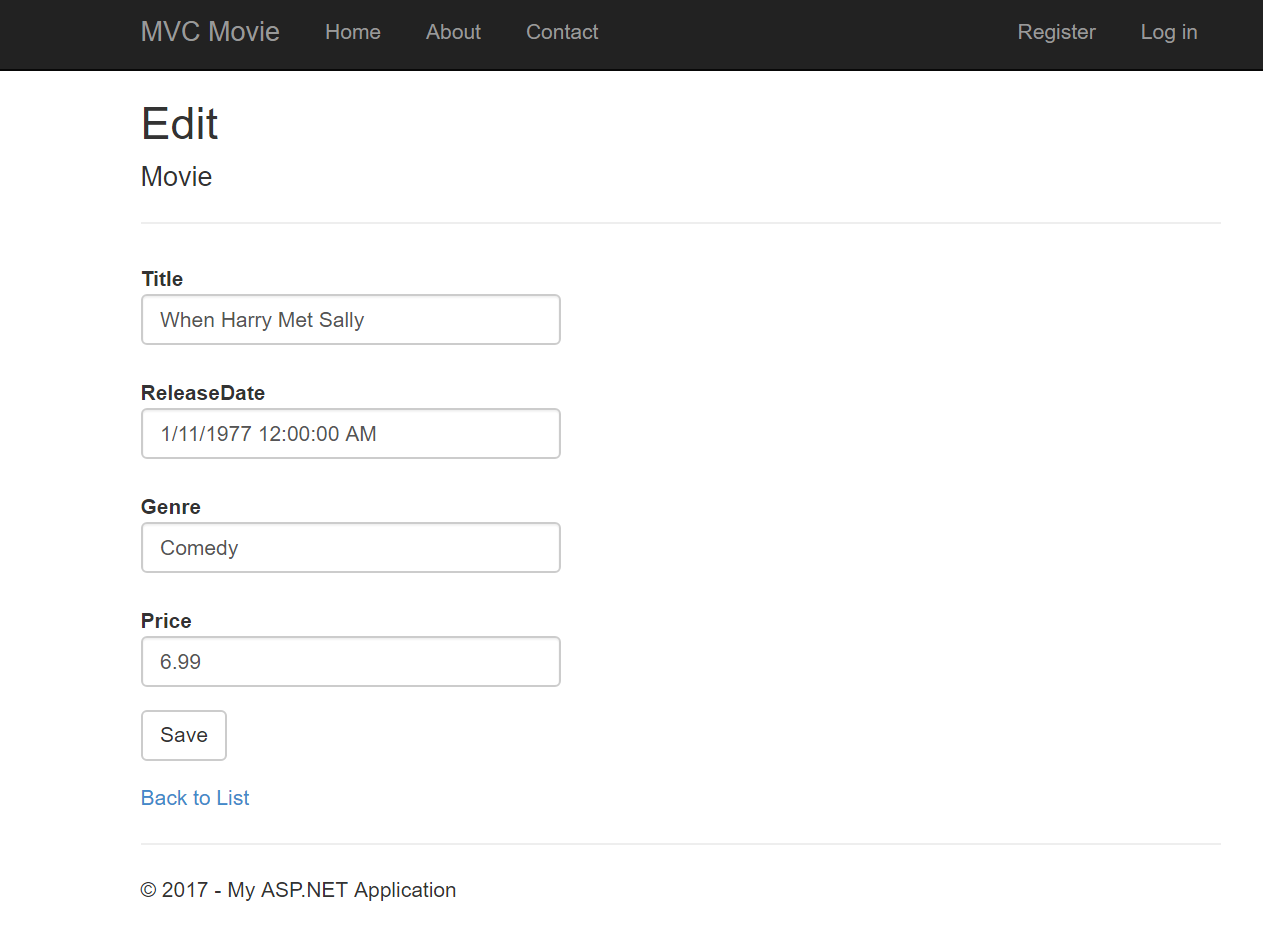 MVC Movie Home About Contact Register Log in
Edit
Movie
Title
When Harry Met Sally
ReleaseDate
1/11/1977 12:00:00 AM
Genre
Comedy
Price
6.99
Save
Back to List
© 2017 - My ASP.NET Application